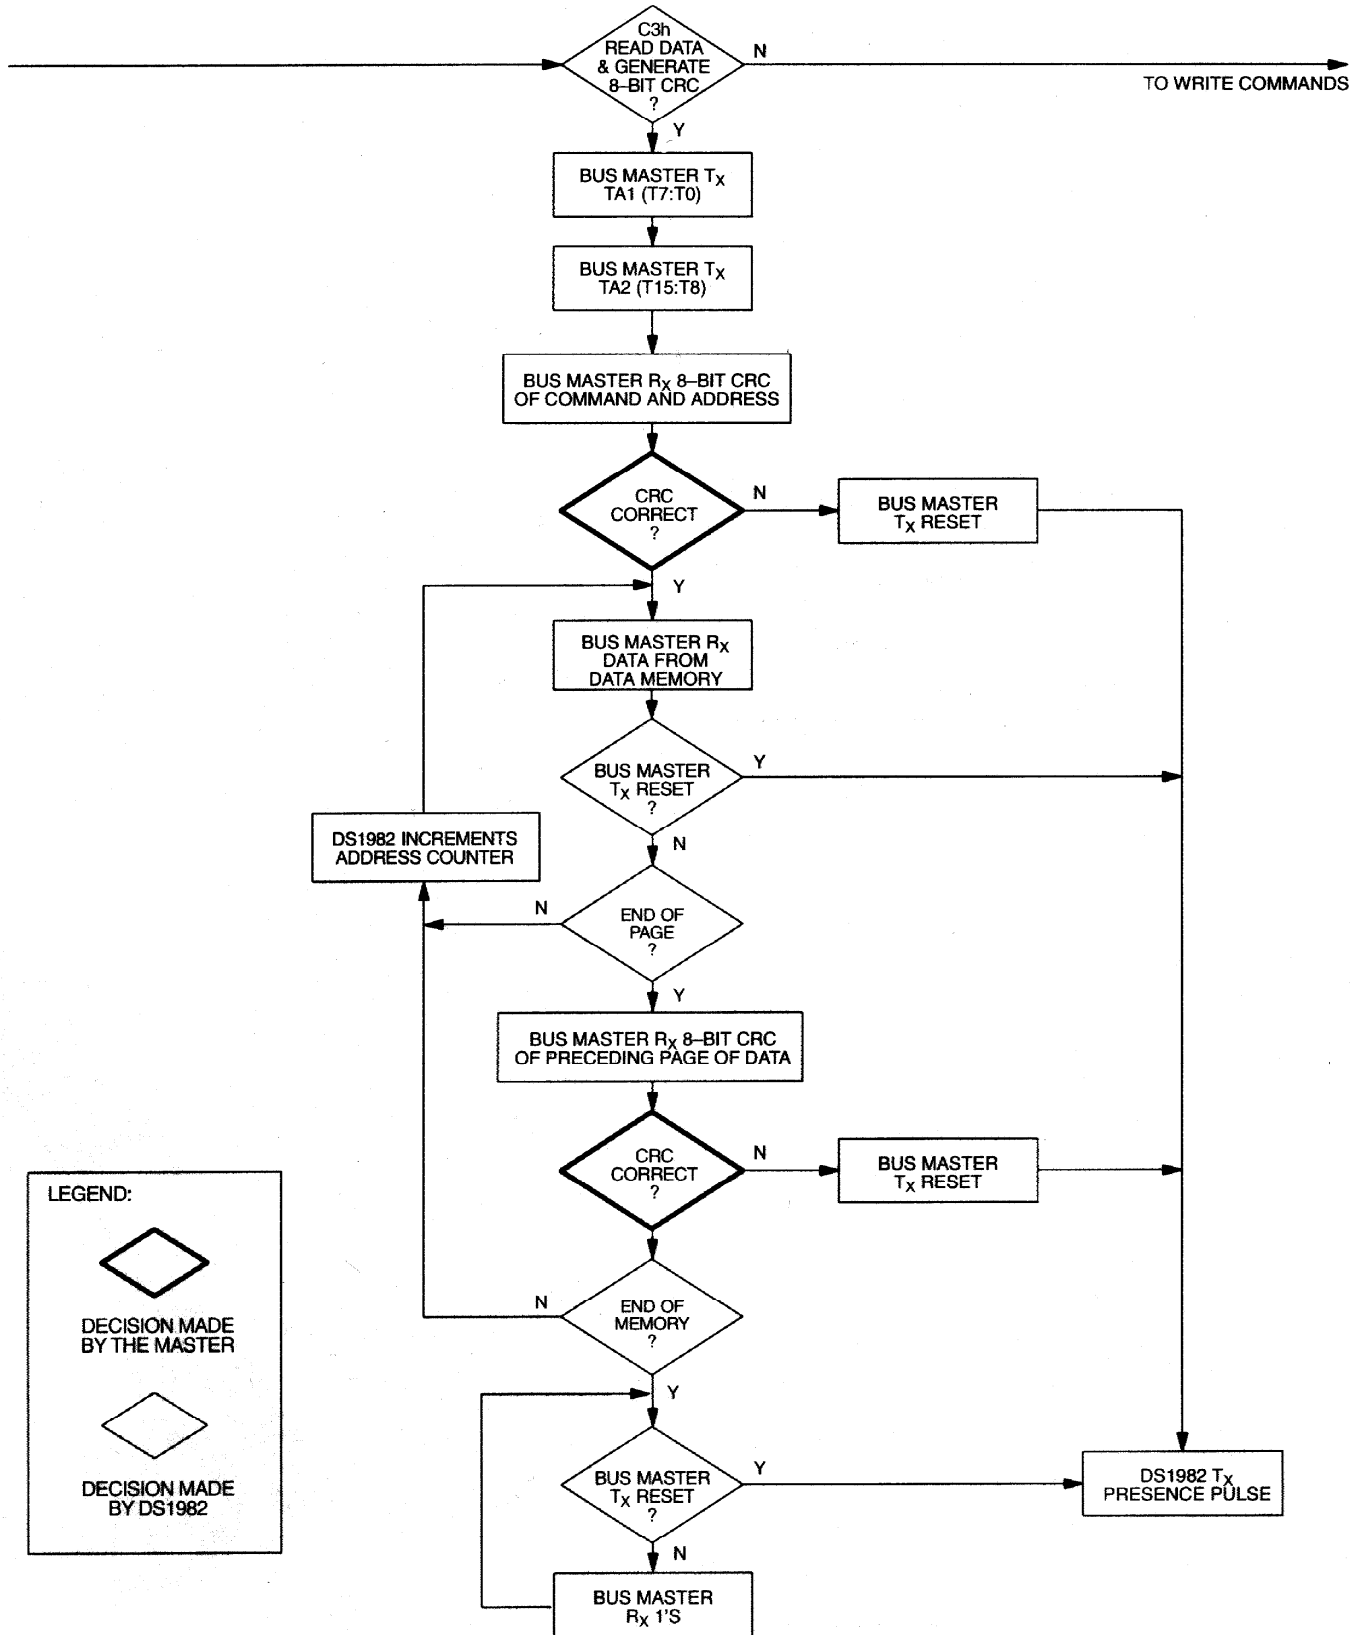 C3h
READ DATA
& GENERATE
8–BIT CRC
?
N
TO WRITE COMMANDS
Y
BUS MASTER TX
TA1 (T7:T0)
BUS MASTER TX
TA2 (T15:T8)
BUS MASTER RX 8–BIT CRC
OF COMMAND AND ADDRESS
CRC
CORRECT
?
N
BUS MASTER
TX RESET
Y
BUS MASTER RX
DATA FROM
DATA MEMORY
BUS MASTER
TX RESET
?
Y
N
DS1982 INCREMENTS
ADDRESS COUNTER
END OF
PAGE
?
N
Y
BUS MASTER RX 8–BIT CRC
OF PRECEDING PAGE OF DATA
CRC
CORRECT
?
N
BUS MASTER
TX RESET
END OF
MEMORY
?
N
Y
BUS MASTER
TX RESET
?
Y
DS1982 TX
PRESENCE PULSE
N
BUS MASTER
RX 1'S
LEGEND:
DECISION MADE
BY THE MASTER
DECISION MADE
BY DS1982